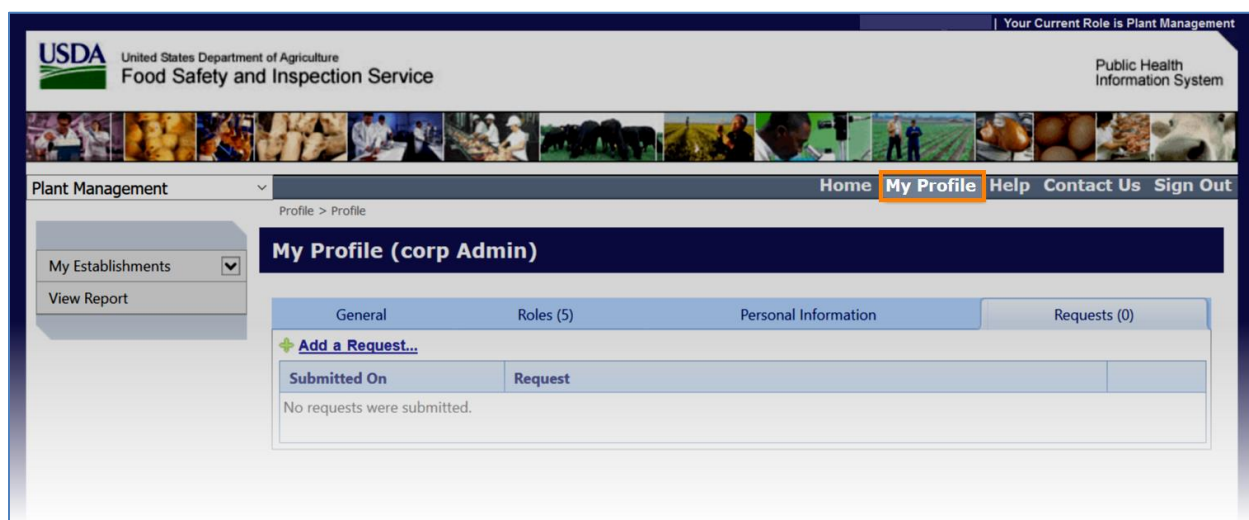 | Your Current Role is Plant Management
USDA
United States Department of Agriculture
Food Safety and Inspection Service
Public Health
Information System
Plant Management
Home My Profile Help Contact Us Sign Out
Profile > Profile
My Profile (corp Admin)
My Establishments
View Report
General Roles (5) Personal Information Requests (0)
Add a Request...
Submitted On Request
No requests were submitted.